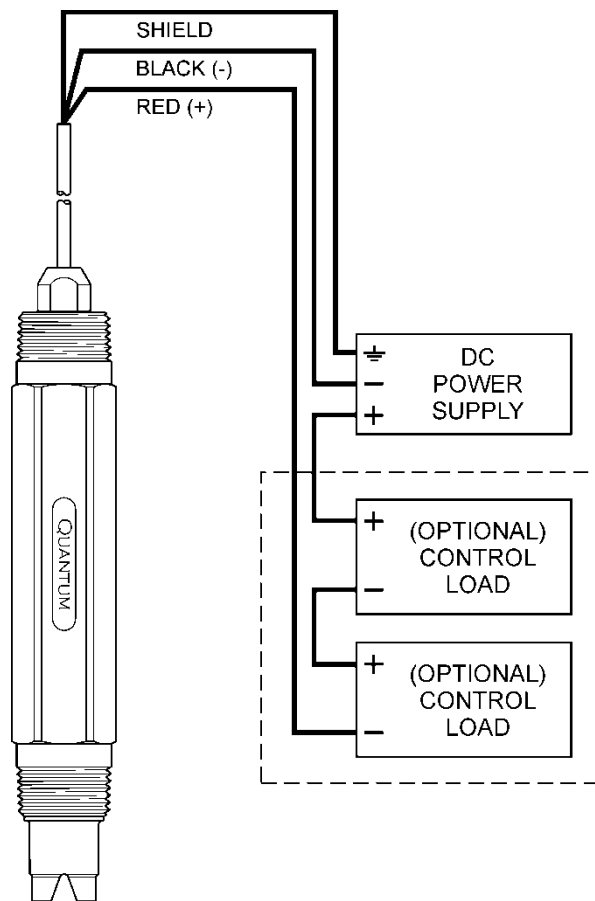 SHIELD
BLACK (-)
RED (+)
⏚ DC
− POWER
+ SUPPLY
+ (OPTIONAL)
CONTROL
− LOAD
+ (OPTIONAL)
CONTROL
− LOAD
QUANTUM